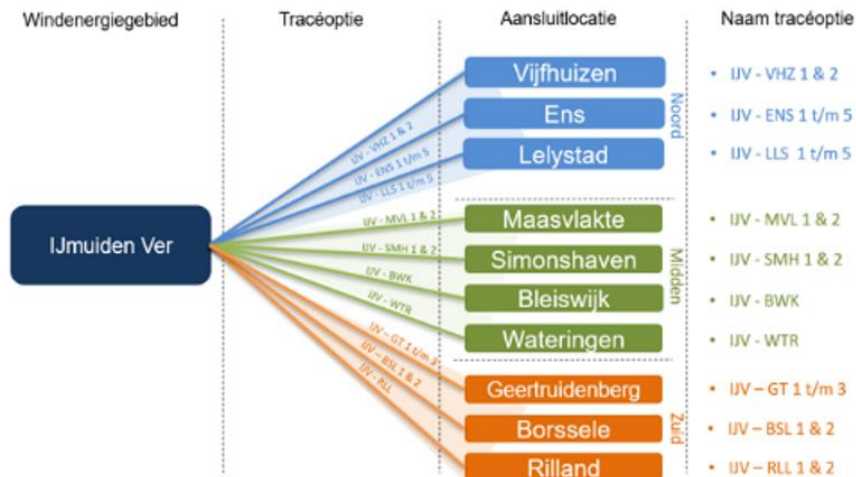 Windenergiegebied
Tracéoptie
Aansluitlocatie
Naam tracéoptie
IJmuiden Ver
IJV - VHZ 1 & 2
IJV - ENS 1 t/m 5
IJV - LLS 1 t/m 5
IJV - MVL 1 & 2
IJV - SMH 1 & 2
IJV - BWK
IJV - WTR
IJV – GT 1 t/m 3
IJV – BSL 1 & 2
IJV - RLL
Vijfhuizen
Ens
Lelystad
Noord
Maasvlakte
Simonshaven
Bleiswijk
Wateringen
Midden
Geertruidenberg
Borssele
Rilland
Zuid
• IJV - VHZ 1 & 2
• IJV - ENS 1 t/m 5
• IJV - LLS 1 t/m 5
• IJV - MVL 1 & 2
• IJV - SMH 1 & 2
• IJV - BWK
• IJV - WTR
• IJV – GT 1 t/m 3
• IJV – BSL 1 & 2
• IJV – RLL 1 & 2